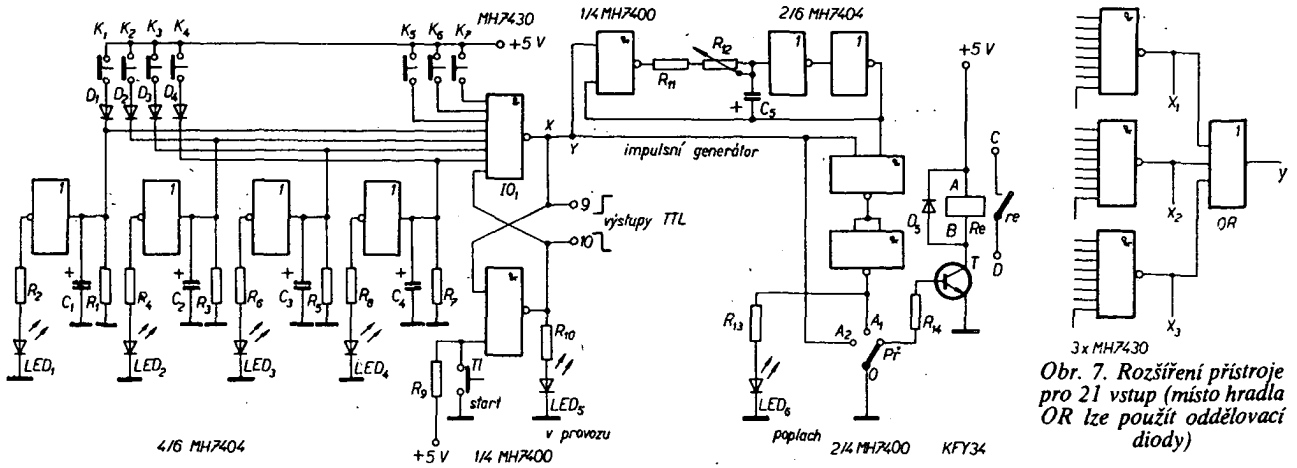 K₁ K₂ K₃ K₄
K₅ K₆ K₇
MH7430
+5 V
D₁ D₂ D₃ D₄
&
IO₁
X
Y
1/4 MH7400
2/6 MH7404
&
R₁₁
R₁₂
+ C₅
1
1
impulsní generátor
1
1
1
1
R₂
+ C₁ R₁
R₄
+ C₂ R₃
R₆
+ C₃ R₅
R₈
+ C₄ R₇
LED₁
LED₂
LED₃
LED₄
9
výstupy TTL
10
&
R₉
Tl
start
+5 V
R₁₀
LED₅
v provozu
4/6 MH7404
1/4 MH7400
&
&
R₁₃
LED₆
poplach
A₂
A₁
Př
O
2/4 MH7400
R₁₄
T
KFY34
+5 V
D₅
A
B
Re
C
re
D
&
X₁
&
X₂
&
X₃
1
OR
y
3x MH7430
Obr. 7. Rozšíření přístroje
pro 21 vstup (místo hradla
OR lze použít oddělovací
diody)